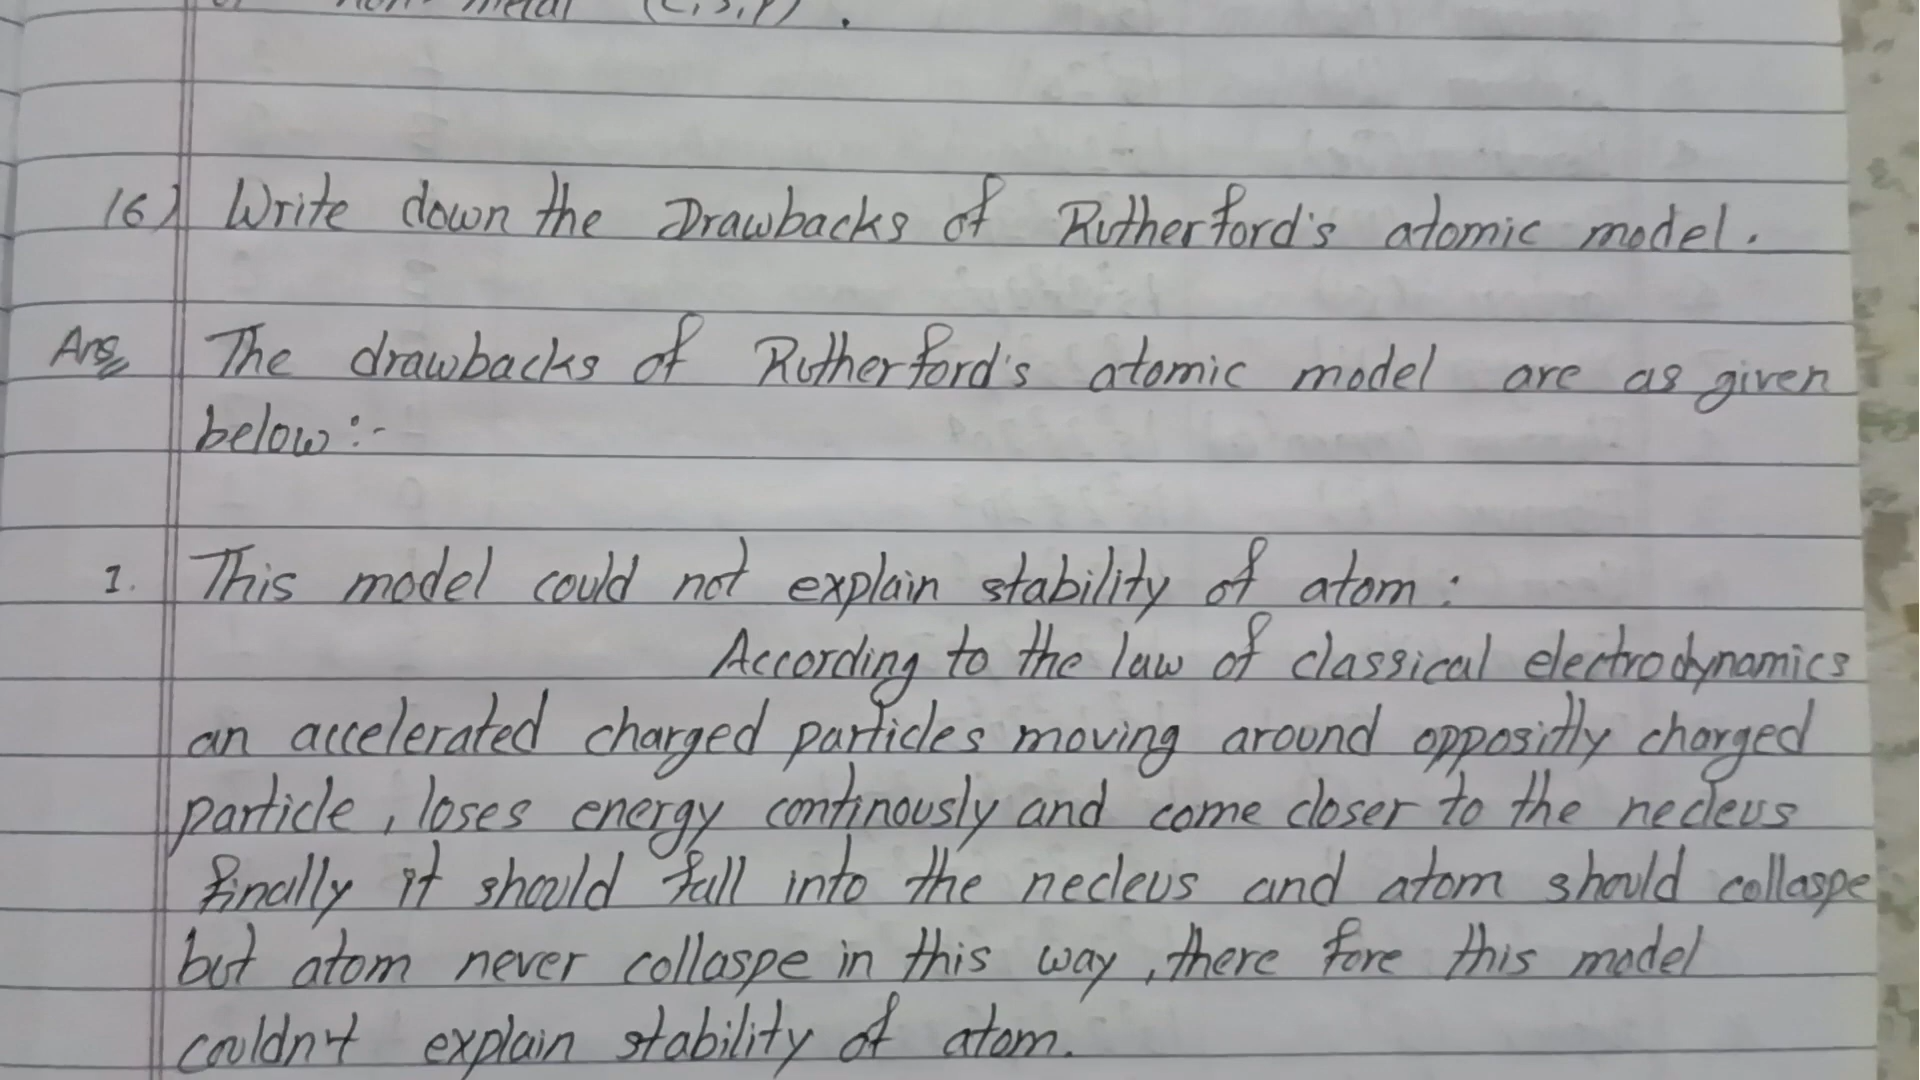 non-metal (C,S,P).
16) Write down the Drawbacks of Rutherford's atomic model.
Ans The drawbacks of Rutherford's atomic model are as given
below:-
1. This model could not explain stability of atom:
According to the law of classical electrodynamics
an accelerated charged particles moving around oppositly charged
particle, loses energy continously and come closer to the necleus
finally it should fall into the necleus and atom should collaspe
but atom never collaspe in this way, there fore this model
couldn't explain stability of atom.